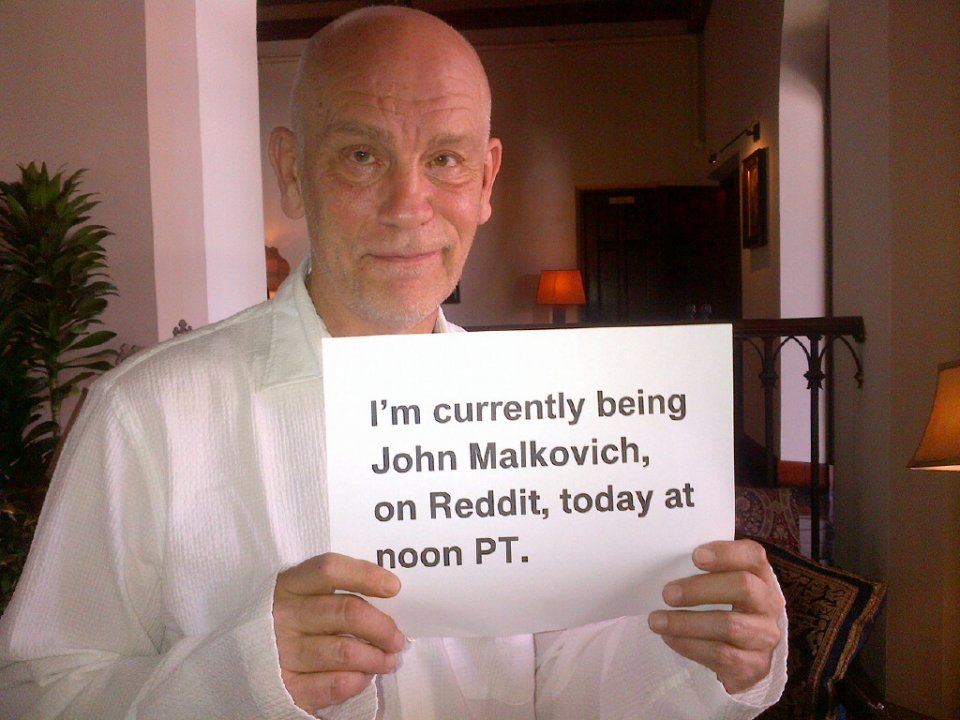 I'm currently being
John Malkovich,
on Reddit, today at
noon PT.